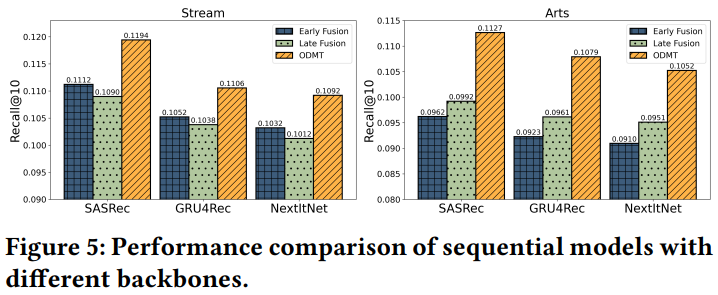 Stream
Recall@10
0.120
0.115
0.110
0.105
0.100
0.095
0.090
0.1112
0.1090
0.1194
0.1052
0.1038
0.1106
0.1032
0.1012
0.1092
Early Fusion
Late Fusion
ODMT
SASRec GRU4Rec NextItNet
Arts
Recall@10
0.115
0.110
0.105
0.100
0.095
0.090
0.085
0.080
0.0962
0.0992
0.1127
0.0923
0.0961
0.1079
0.0910
0.0951
0.1052
Early Fusion
Late Fusion
ODMT
SASRec GRU4Rec NextItNet
Figure 5: Performance comparison of sequential models with
different backbones.